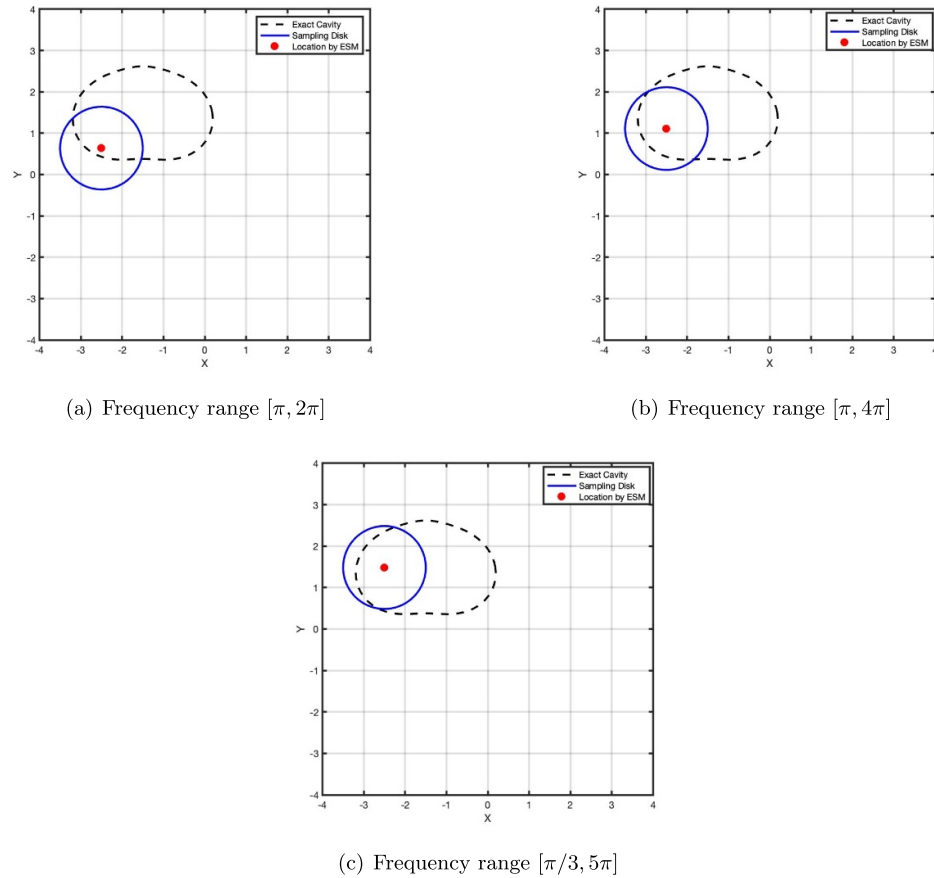 Exact Cavity
Sampling Disk
Location by ESM
4
3
2
1
0
-1
-2
-3
-4
Y
-4 -3 -2 -1 0 1 2 3 4
X
(a) Frequency range [π, 2π]
Exact Cavity
Sampling Disk
Location by ESM
4
3
2
1
0
-1
-2
-3
-4
Y
-4 -3 -2 -1 0 1 2 3 4
X
(b) Frequency range [π, 4π]
Exact Cavity
Sampling Disk
Location by ESM
4
3
2
1
0
-1
-2
-3
-4
Y
-4 -3 -2 -1 0 1 2 3 4
X
(c) Frequency range [π/3, 5π]